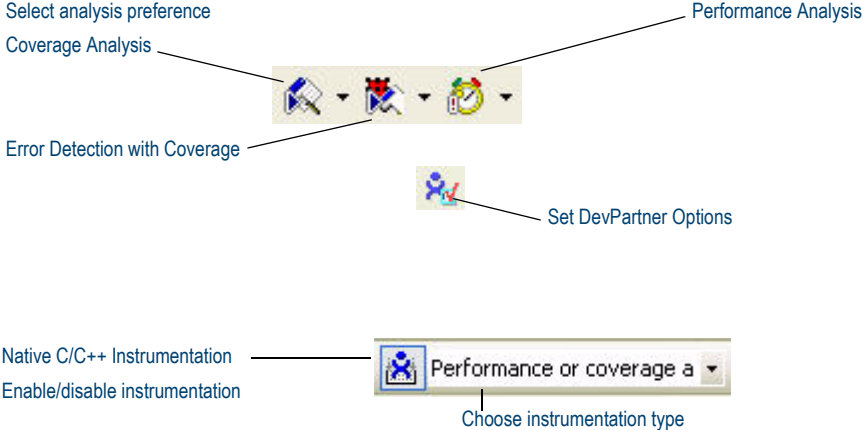 Select analysis preference
Performance Analysis
Coverage Analysis
Error Detection with Coverage
Set DevPartner Options
Native C/C++ Instrumentation
Performance or coverage a
Enable/disable instrumentation
Choose instrumentation type